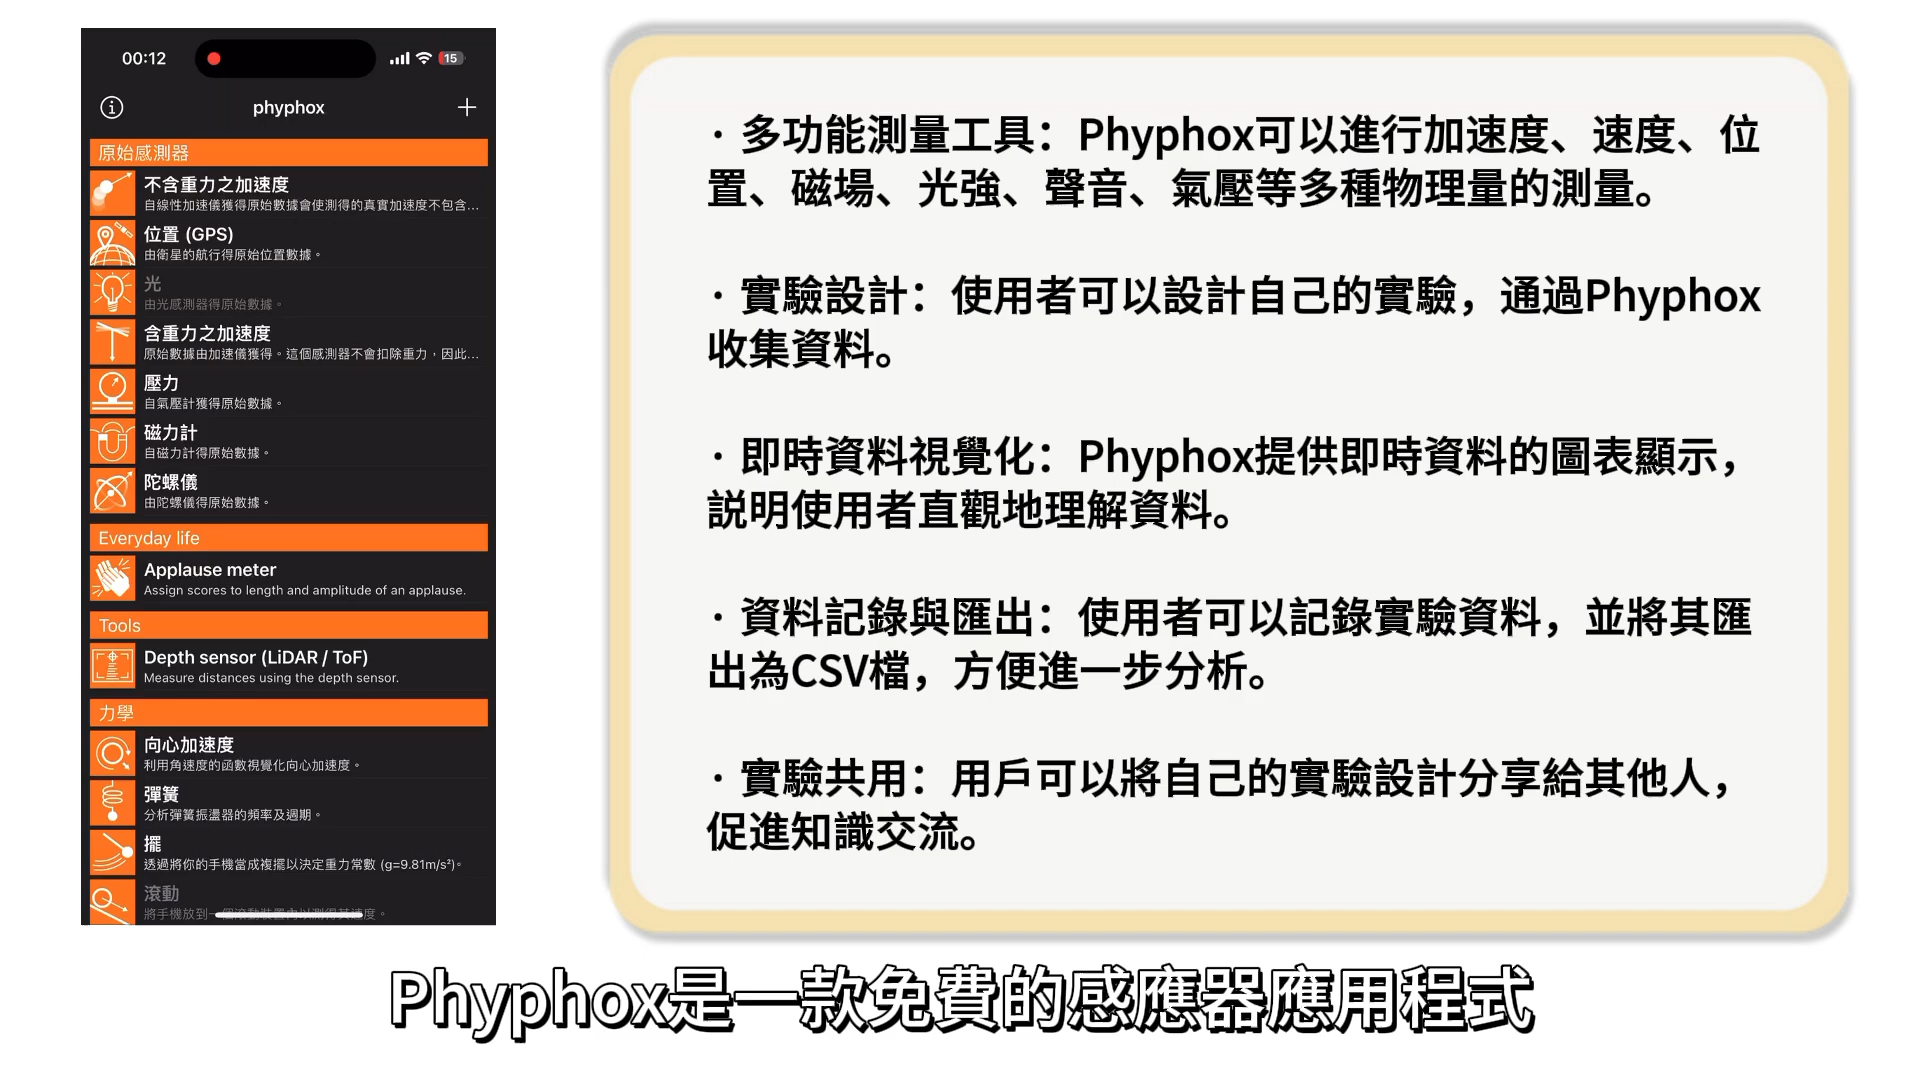 00:12
15
phyphox
原始感測器
不含重力之加速度
自線性加速儀獲得原始數據會使測得的真實加速度不包含...
位置 (GPS)
由衛星的航行得原始位置數據。
光
由光感測器得原始數據。
含重力之加速度
原始數據由加速儀獲得。這個感測器不會扣除重力，因此...
壓力
自氣壓計獲得原始數據。
磁力計
自磁力計得原始數據。
陀螺儀
由陀螺儀得原始數據。
Everyday life
Applause meter
Assign scores to length and amplitude of an applause.
Tools
Depth sensor (LiDAR / ToF)
Measure distances using the depth sensor.
力學
向心加速度
利用角速度的函數視覺化向心加速度。
彈簧
分析彈簧振盪器的頻率及週期。
擺
透過將你的手機當成複擺以決定重力常數 (g=9.81m/s²)。
滾動
將手機放到一個滾動裝置內以測得其速度。
· 多功能測量工具：Phyphox可以進行加速度、速度、位
置、磁場、光強、聲音、氣壓等多種物理量的測量。
· 實驗設計：使用者可以設計自己的實驗，通過Phyphox
收集資料。
· 即時資料視覺化：Phyphox提供即時資料的圖表顯示，
説明使用者直觀地理解資料。
· 資料記錄與匯出：使用者可以記錄實驗資料，並將其匯
出為CSV檔，方便進一步分析。
· 實驗共用：用戶可以將自己的實驗設計分享給其他人，
促進知識交流。
Phyphox是一款免費的感應器應用程式